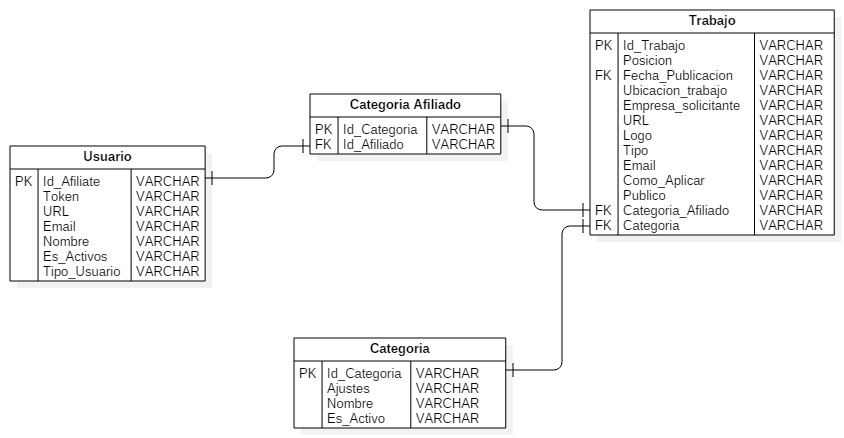 Usuario
PK Id_Afiliate VARCHAR
Token VARCHAR
URL VARCHAR
Email VARCHAR
Nombre VARCHAR
Es_Activos VARCHAR
Tipo_Usuario VARCHAR
Categoria Afiliado
PK Id_Categoria VARCHAR
FK Id_Afiliado VARCHAR
Trabajo
PK Id_Trabajo VARCHAR
Posicion VARCHAR
FK Fecha_Publicacion VARCHAR
Ubicacion_trabajo VARCHAR
Empresa_solicitante VARCHAR
URL VARCHAR
Logo VARCHAR
Tipo VARCHAR
Email VARCHAR
Como_Aplicar VARCHAR
Publico VARCHAR
FK Categoria_Afiliado VARCHAR
FK Categoria VARCHAR
Categoria
PK Id_Categoria VARCHAR
Ajustes VARCHAR
Nombre VARCHAR
Es_Activo VARCHAR